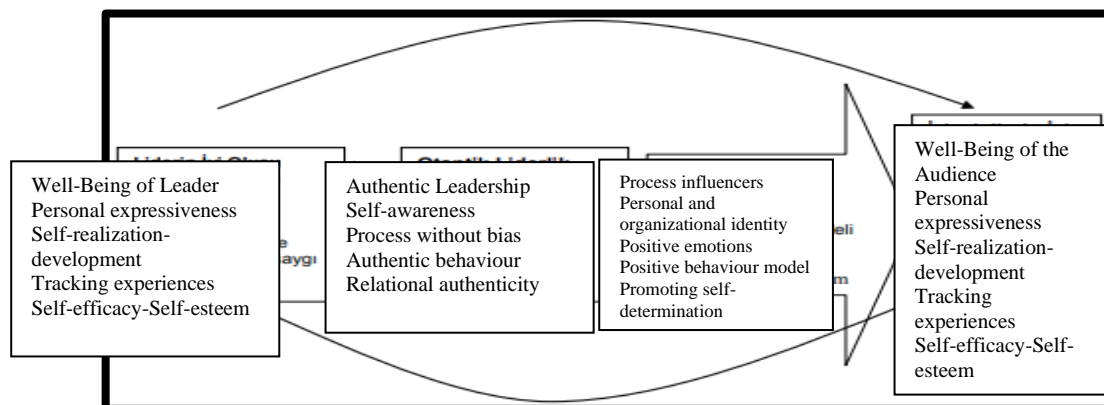 Well-Being of Leader
Personal expressiveness
Self-realization-
development
Tracking experiences
Self-efficacy-Self-esteem
Authentic Leadership
Self-awareness
Process without bias
Authentic behaviour
Relational authenticity
Process influencers
Personal and
organizational identity
Positive emotions
Positive behaviour model
Promoting self-
determination
Well-Being of the
Audience
Personal
expressiveness
Self-realization-
development
Tracking
experiences
Self-efficacy-Self-
esteem